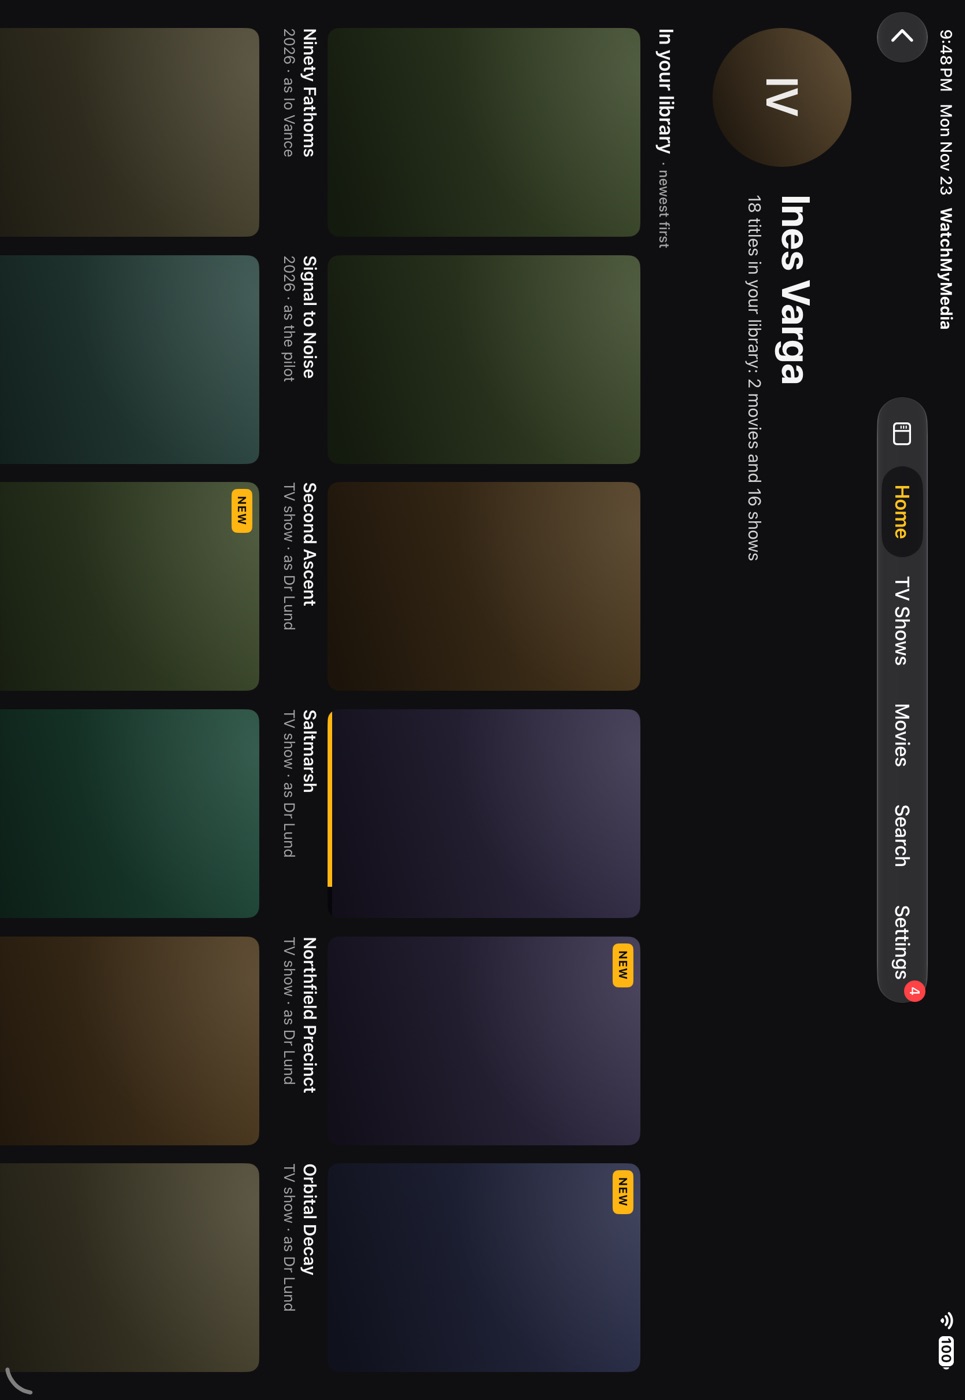 9:48 PM Mon Nov 23 WatchMyMedia
100
Home TV Shows Movies Search Settings 4
IV
Ines Varga
18 titles in your library: 2 movies and 16 shows
In your library · newest first
NEW
NEW
Ninety Fathoms
2026 · as Io Vance
Signal to Noise
2026 · as the pilot
Second Ascent
TV show · as Dr Lund
Saltmarsh
TV show · as Dr Lund
Northfield Precinct
TV show · as Dr Lund
Orbital Decay
TV show · as Dr Lund
NEW